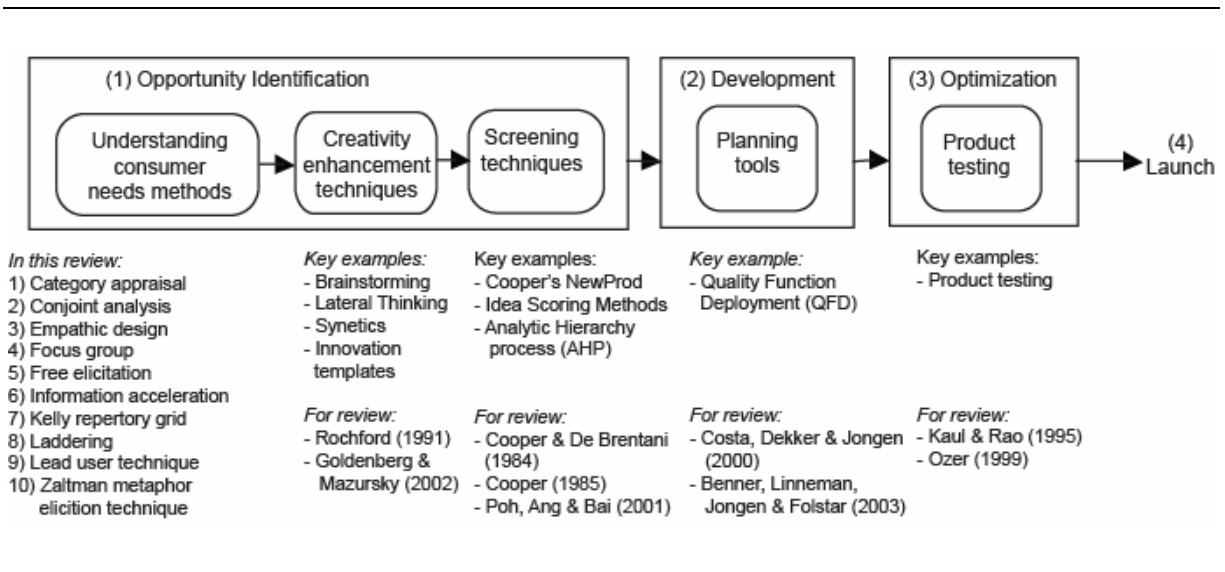 (1) Opportunity Identification
Understanding
consumer
needs methods
Creativity
enhancement
techniques
Screening
techniques
(2) Development
Planning
tools
(3) Optimization
Product
testing
(4)
Launch
In this review:
1) Category appraisal
2) Conjoint analysis
3) Empathic design
4) Focus group
5) Free elicitation
6) Information acceleration
7) Kelly repertory grid
8) Laddering
9) Lead user technique
10) Zaltman metaphor
elicition technique
Key examples:
- Brainstorming
- Lateral Thinking
- Synetics
- Innovation
templates
For review:
- Rochford (1991)
- Goldenberg &
Mazursky (2002)
Key examples:
- Cooper's NewProd
- Idea Scoring Methods
- Analytic Hierarchy
process (AHP)
For review:
- Cooper & De Brentani
(1984)
- Cooper (1985)
- Poh, Ang & Bai (2001)
Key example:
- Quality Function
Deployment (QFD)
For review:
- Costa, Dekker & Jongen
(2000)
- Benner, Linneman,
Jongen & Folstar (2003)
Key examples:
- Product testing
For review:
- Kaul & Rao (1995)
- Ozer (1999)